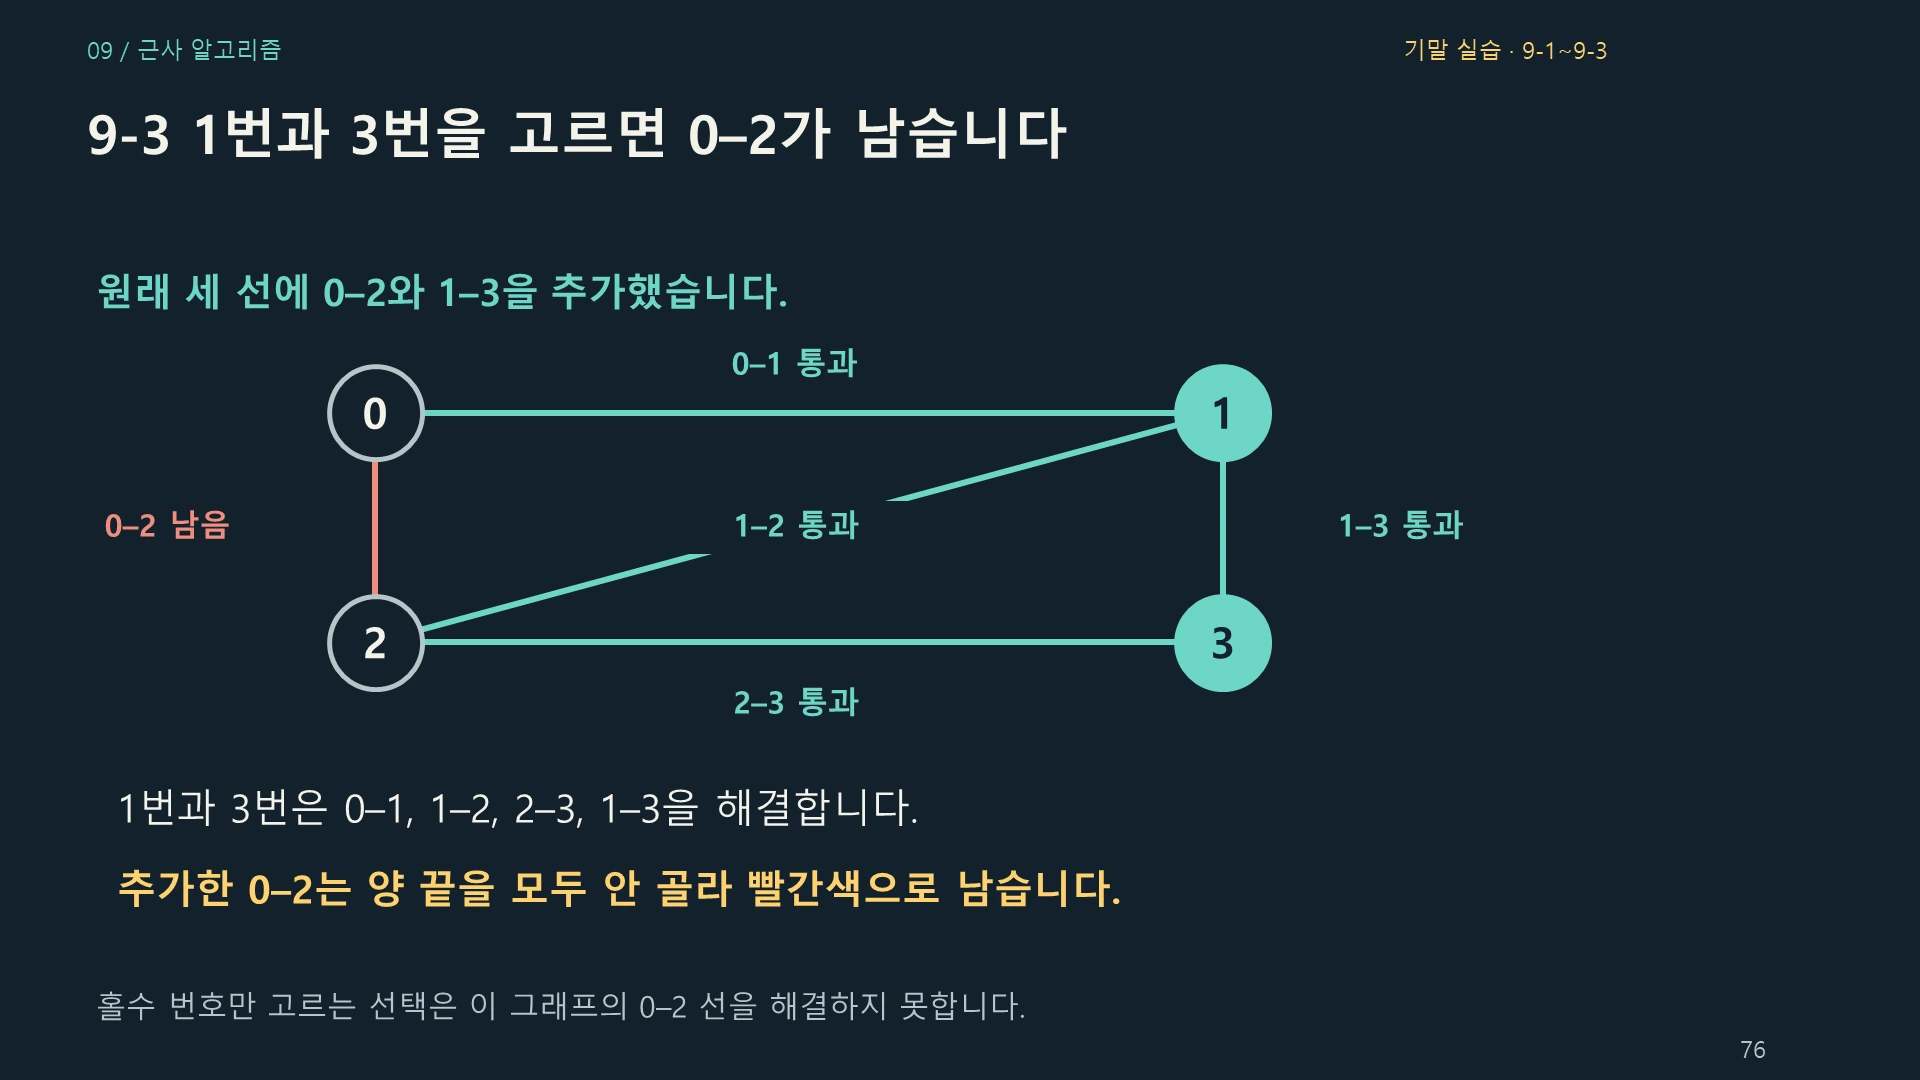 09 / 근사 알고리즘
기말 실습 · 9-1~9-3
9-3 1번과 3번을 고르면 0–2가 남습니다
원래 세 선에 0–2와 1–3을 추가했습니다.
0–1 통과
0
1
0–2 남음
1–2 통과
1–3 통과
2
3
2–3 통과
1번과 3번은 0–1, 1–2, 2–3, 1–3을 해결합니다.
추가한 0–2는 양 끝을 모두 안 골라 빨간색으로 남습니다.
홀수 번호만 고르는 선택은 이 그래프의 0–2 선을 해결하지 못합니다.
76